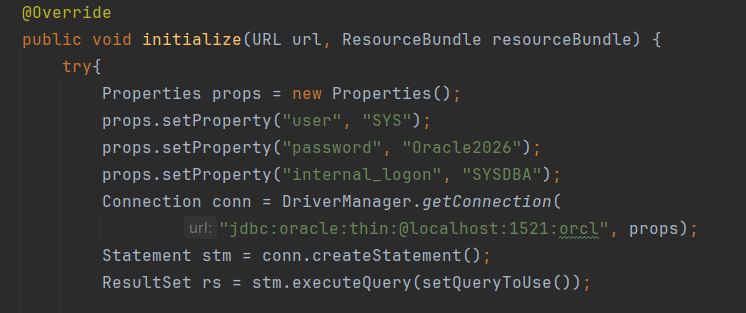 @Override
public void initialize(URL url, ResourceBundle resourceBundle) {
try{
Properties props = new Properties();
props.setProperty("user", "SYS");
props.setProperty("password", "Oracle2026");
props.setProperty("internal_logon", "SYSDBA");
Connection conn = DriverManager.getConnection(
url: "jdbc:oracle:thin:@localhost:1521:orcl", props);
Statement stm = conn.createStatement();
ResultSet rs = stm.executeQuery(setQueryToUse());